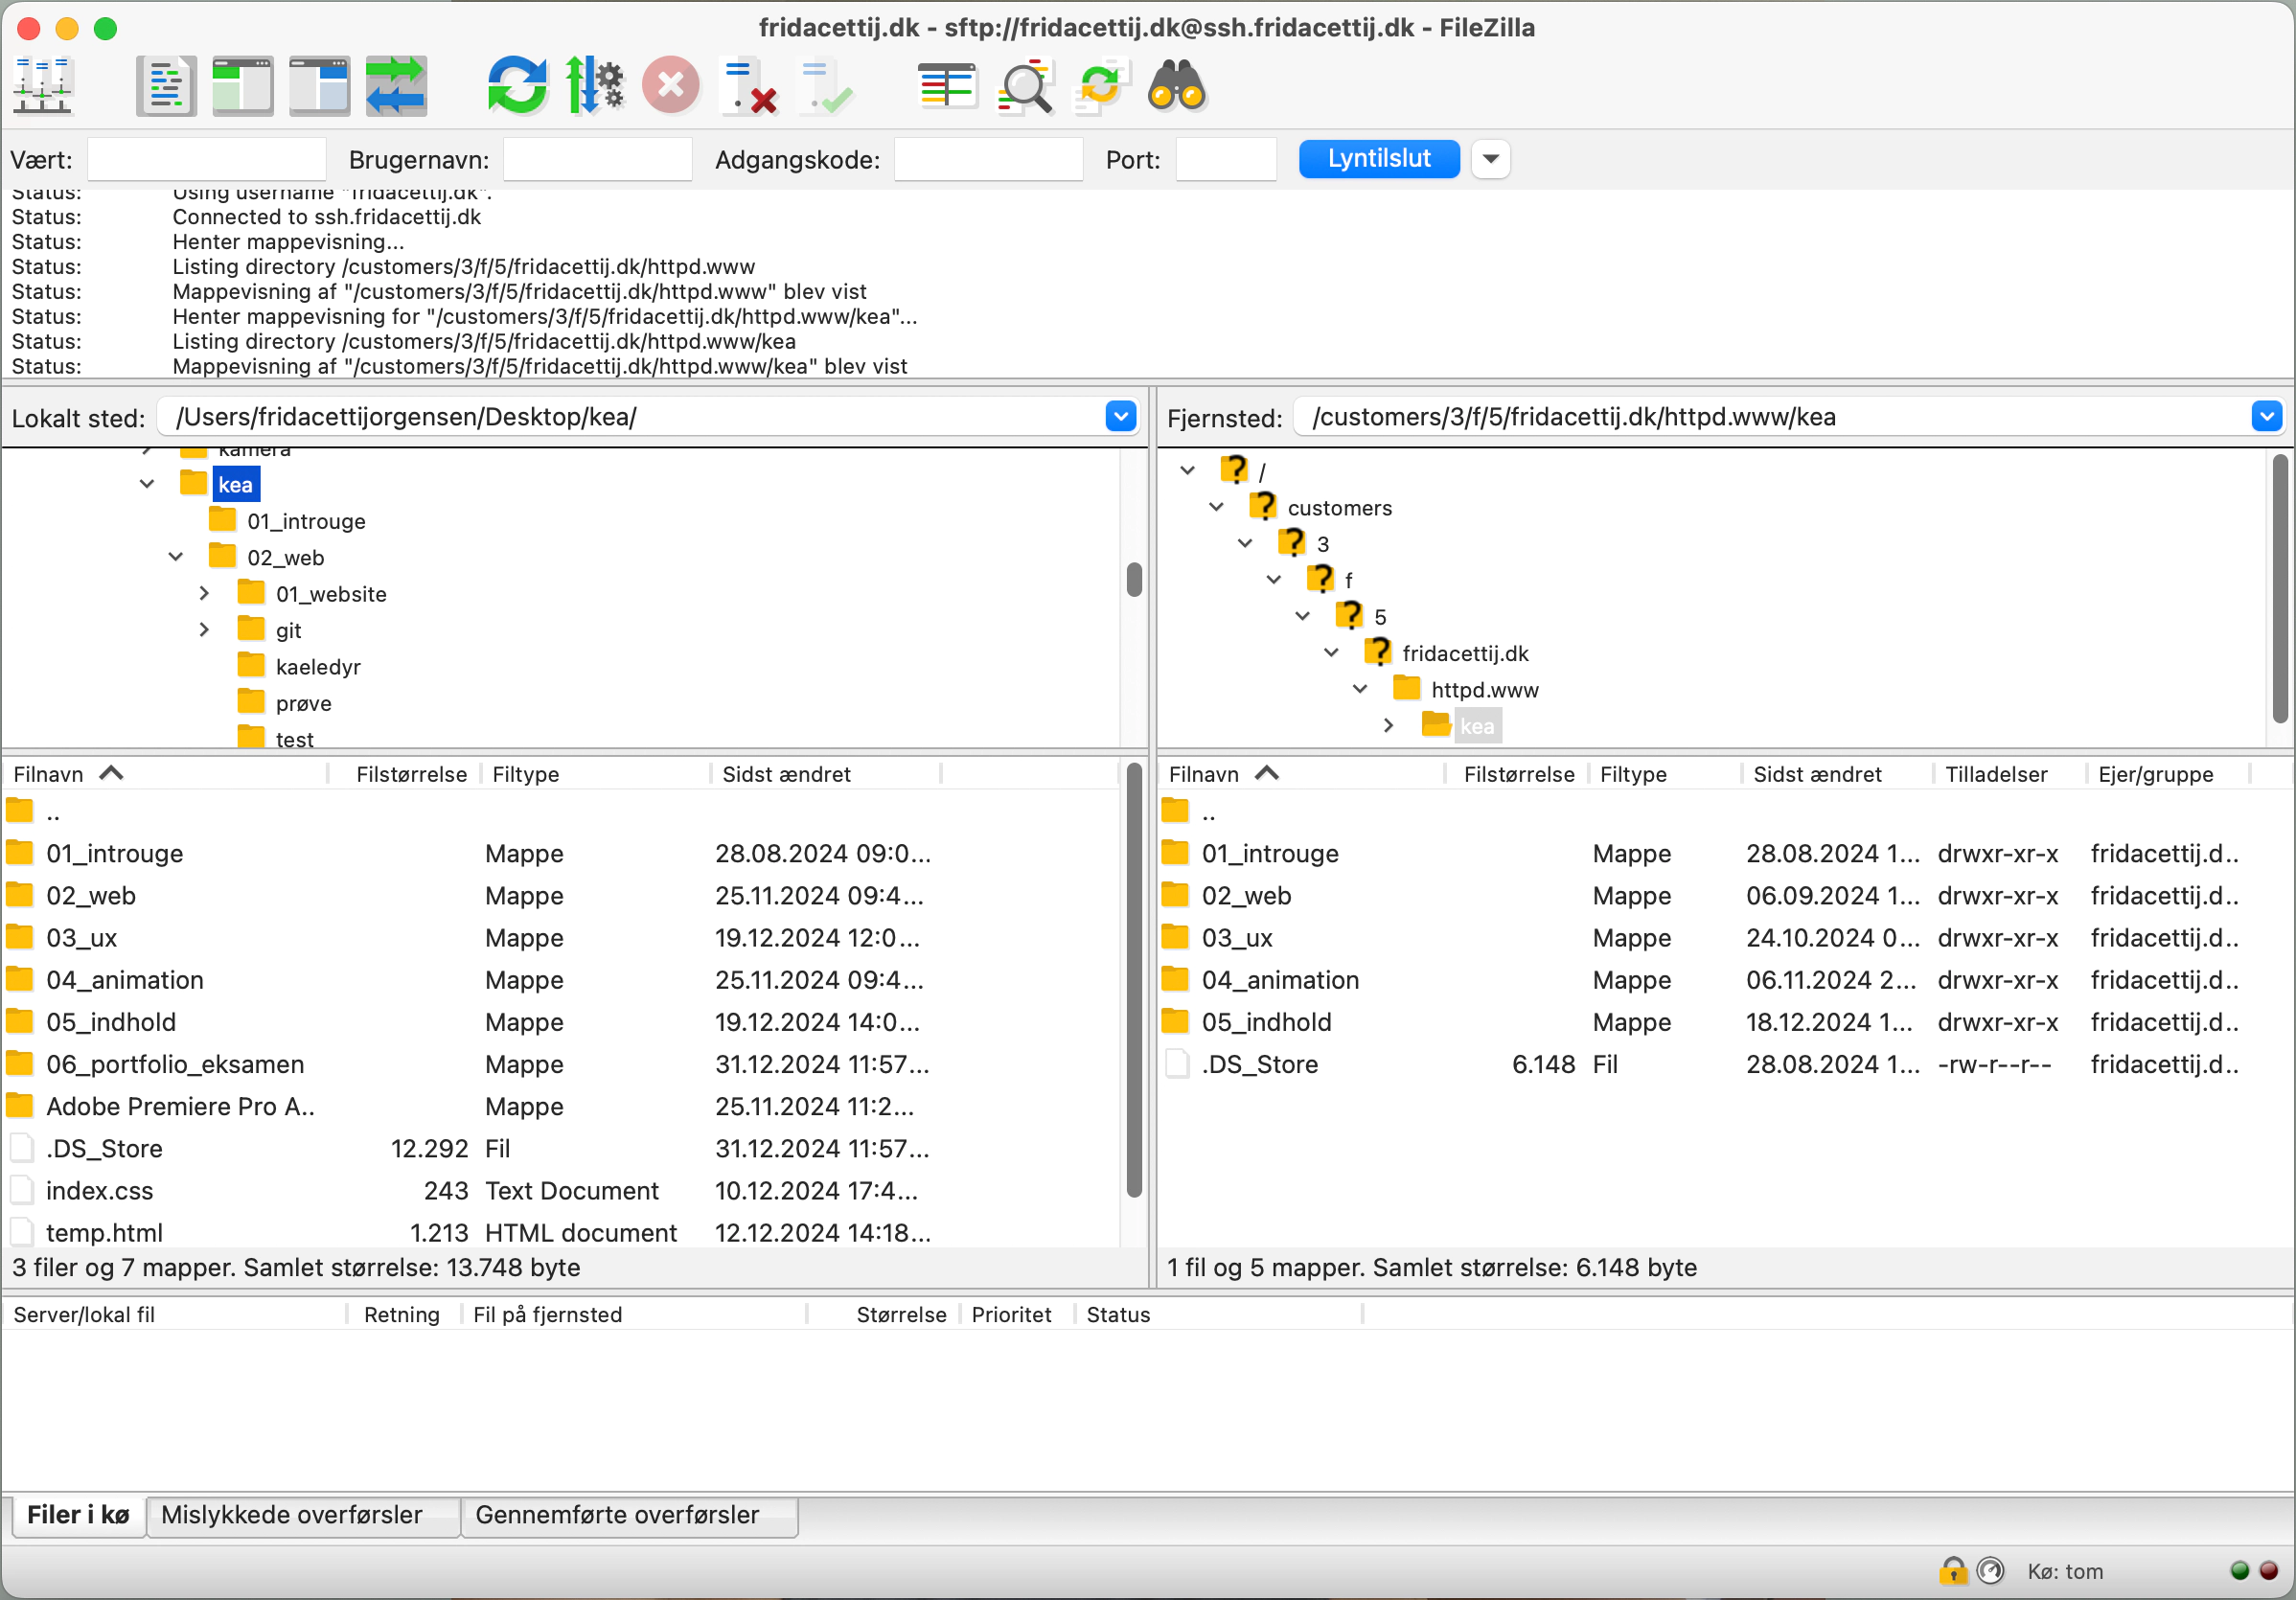 fridacettij.dk - sftp://fridacettij.dk@ssh.fridacettij.dk - FileZilla
Vært: Brugernavn: Adgangskode: Port: Lyntilslut
Status: Using username "fridacettij.dk".
Status: Connected to ssh.fridacettij.dk
Status: Henter mappevisning...
Status: Listing directory /customers/3/f/5/fridacettij.dk/httpd.www
Status: Mappevisning af "/customers/3/f/5/fridacettij.dk/httpd.www" blev vist
Status: Henter mappevisning for "/customers/3/f/5/fridacettij.dk/httpd.www/kea"...
Status: Listing directory /customers/3/f/5/fridacettij.dk/httpd.www/kea
Status: Mappevisning af "/customers/3/f/5/fridacettij.dk/httpd.www/kea" blev vist
Lokalt sted: /Users/fridacettijorgensen/Desktop/kea/
kamera
kea
01_introuge
02_web
01_website
git
kaeledyr
prøve
test
Filnavn Filstørrelse Filtype Sidst ændret
..
01_introuge Mappe 28.08.2024 09:0...
02_web Mappe 25.11.2024 09:4...
03_ux Mappe 19.12.2024 12:0...
04_animation Mappe 25.11.2024 09:4...
05_indhold Mappe 19.12.2024 14:0...
06_portfolio_eksamen Mappe 31.12.2024 11:57...
Adobe Premiere Pro A.. Mappe 25.11.2024 11:2...
.DS_Store 12.292 Fil 31.12.2024 11:57...
index.css 243 Text Document 10.12.2024 17:4...
temp.html 1.213 HTML document 12.12.2024 14:18...
3 filer og 7 mapper. Samlet størrelse: 13.748 byte
Fjernsted: /customers/3/f/5/fridacettij.dk/httpd.www/kea
/
customers
3
f
5
fridacettij.dk
httpd.www
kea
Filnavn Filstørrelse Filtype Sidst ændret Tilladelser Ejer/gruppe
..
01_introuge Mappe 28.08.2024 1... drwxr-xr-x fridacettij.d..
02_web Mappe 06.09.2024 1... drwxr-xr-x fridacettij.d..
03_ux Mappe 24.10.2024 0... drwxr-xr-x fridacettij.d..
04_animation Mappe 06.11.2024 2... drwxr-xr-x fridacettij.d..
05_indhold Mappe 18.12.2024 1... drwxr-xr-x fridacettij.d..
.DS_Store 6.148 Fil 28.08.2024 1... -rw-r--r-- fridacettij.d..
1 fil og 5 mapper. Samlet størrelse: 6.148 byte
Server/lokal fil Retning Fil på fjernsted Størrelse Prioritet Status
Filer i kø Mislykkede overførsler Gennemførte overførsler
Kø: tom